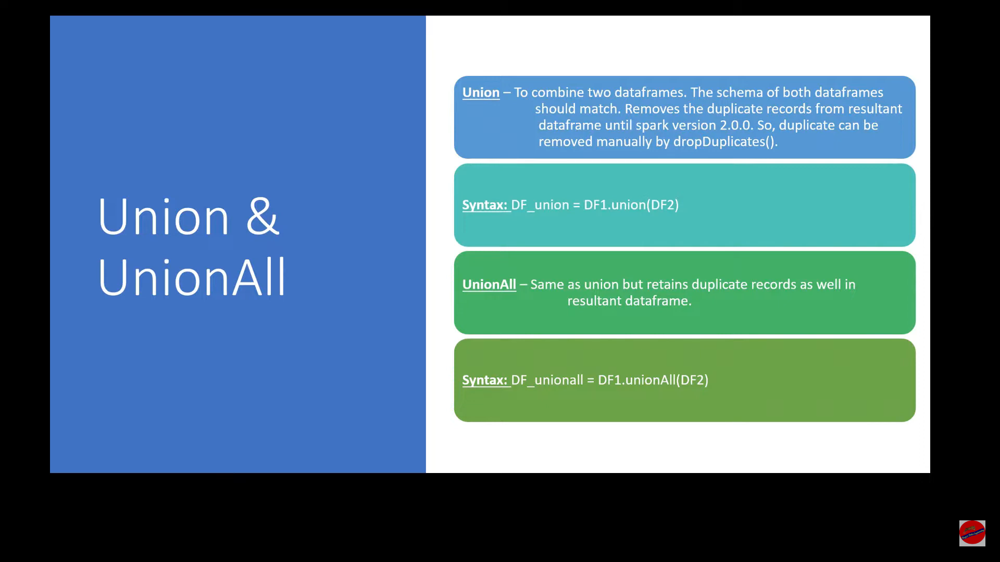 Union &
UnionAll
Union – To combine two dataframes. The schema of both dataframes
should match. Removes the duplicate records from resultant
dataframe until spark version 2.0.0. So, duplicate can be
removed manually by dropDuplicates().
Syntax: DF_union = DF1.union(DF2)
UnionAll – Same as union but retains duplicate records as well in
resultant dataframe.
Syntax: DF_unionall = DF1.unionAll(DF2)